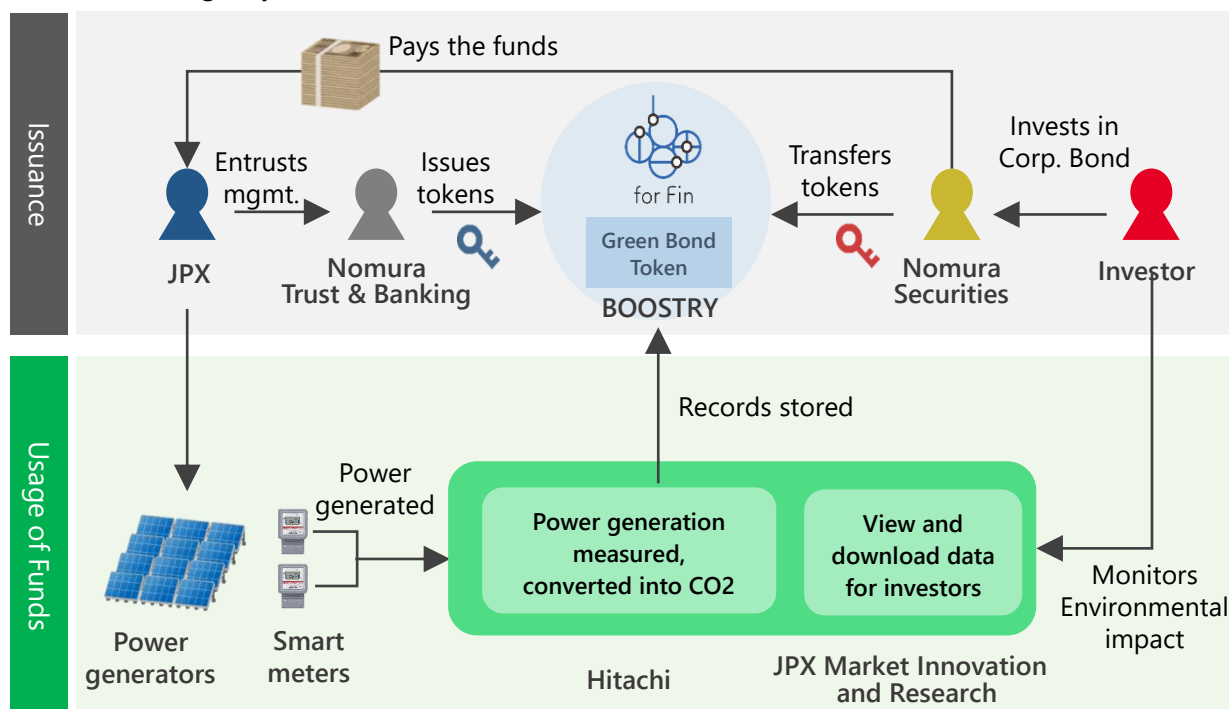 Issuance
Pays the funds
Entrusts
mgmt.
Issues
tokens
for Fin
Green Bond
Token
BOOSTRY
Transfers
tokens
Invests in
Corp. Bond
JPX
Nomura
Trust & Banking
Nomura
Securities
Investor
Usage of Funds
Records stored
Power
generated
Power generation
measured,
converted into CO2
View and
download data
for investors
Monitors
Environmental
impact
Power
generators
Smart
meters
Hitachi
JPX Market Innovation
and Research